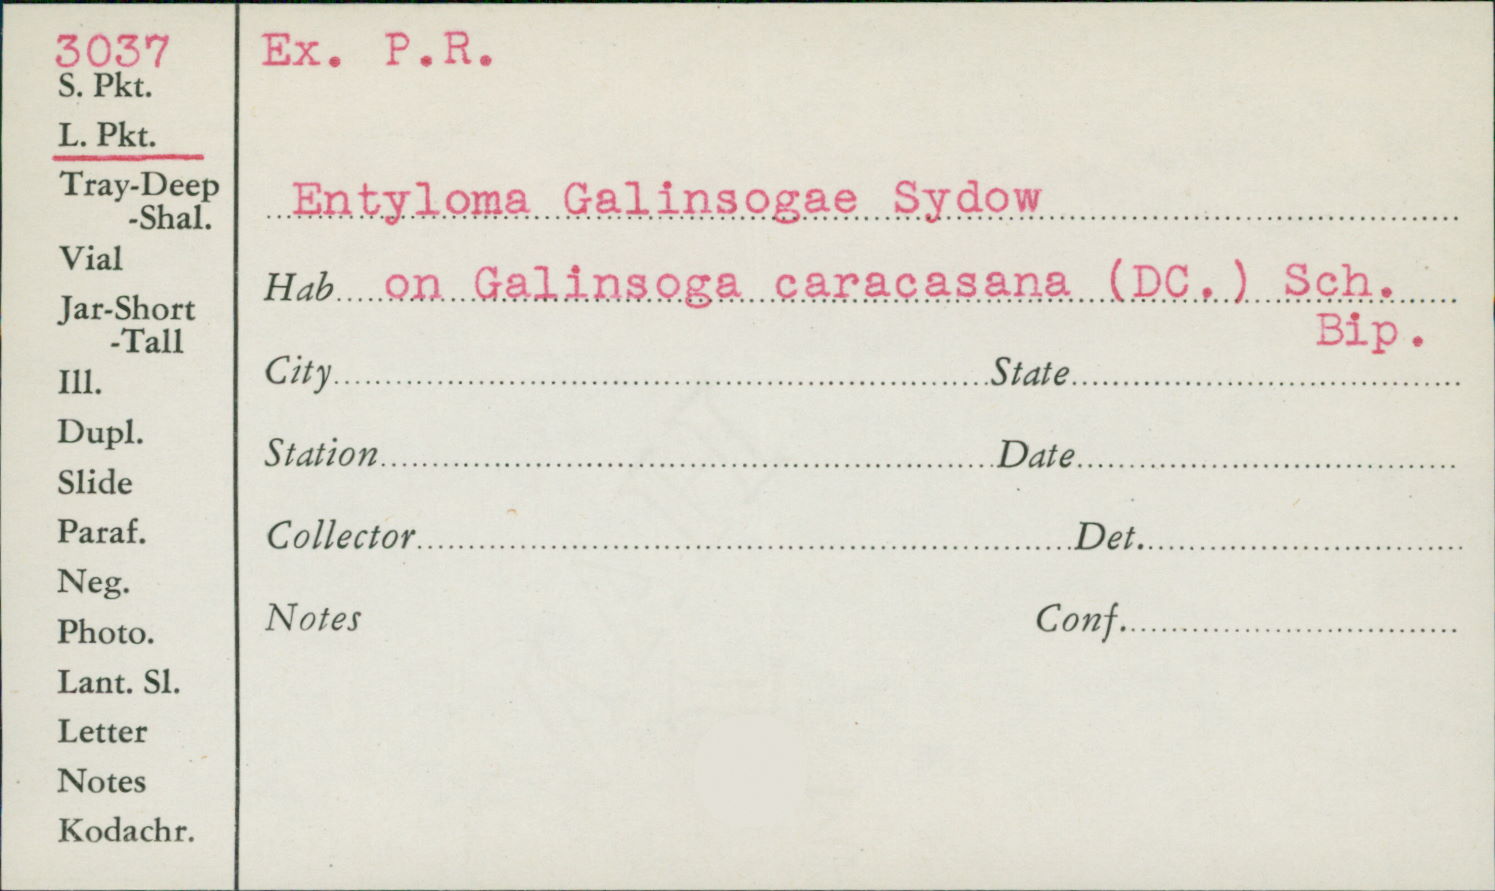 3037
S. Pkt.
L. Pkt.
Tray-Deep
-Shal.
Vial
Jar-Short
-Tall
Ill.
Dupl.
Slide
Paraf.
Neg.
Photo.
Lant. Sl.
Letter
Notes
Kodachr.
Ex. P.R.
Entyloma Galinsogae Sydow
Hab. on Galinsoga caracasana (DC.) Sch.
Bip.
City State
Station Date
Collector Det.
Notes Conf.